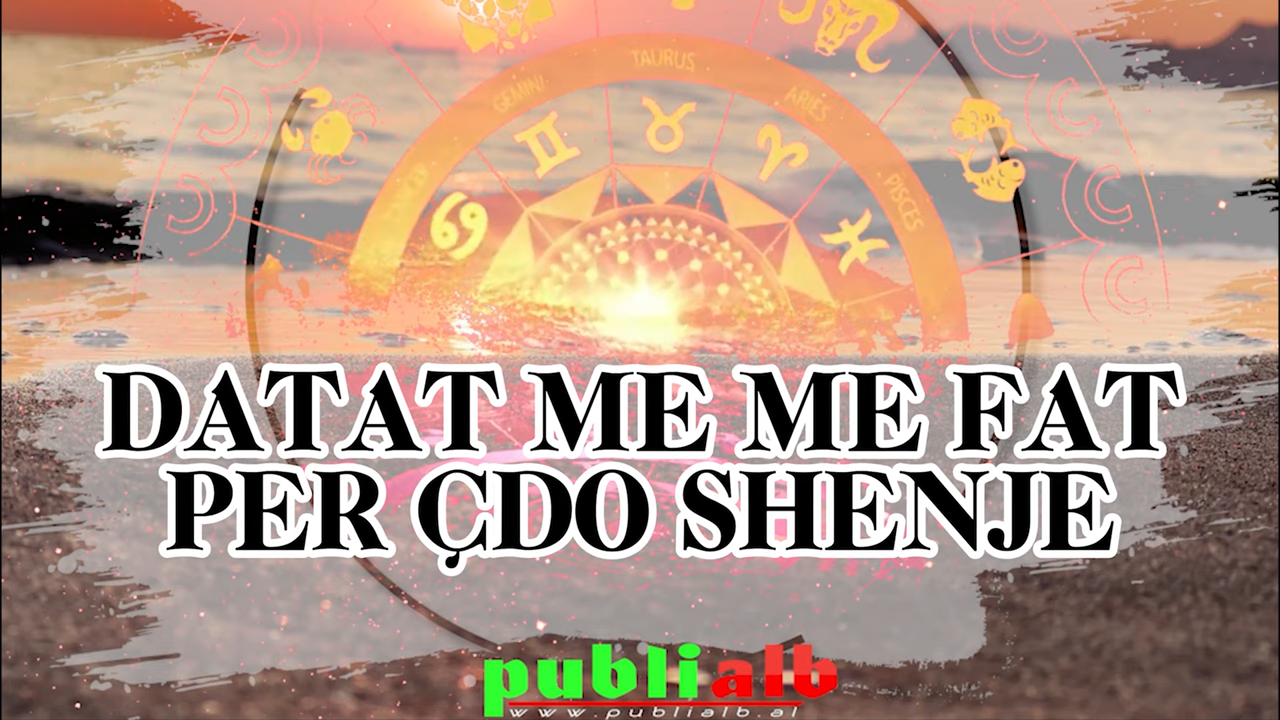 TAURUS
GEMINI
ARIES
PISCES
DATAT ME ME FAT
PER ÇDO SHENJE
publialb
www.publialb.al